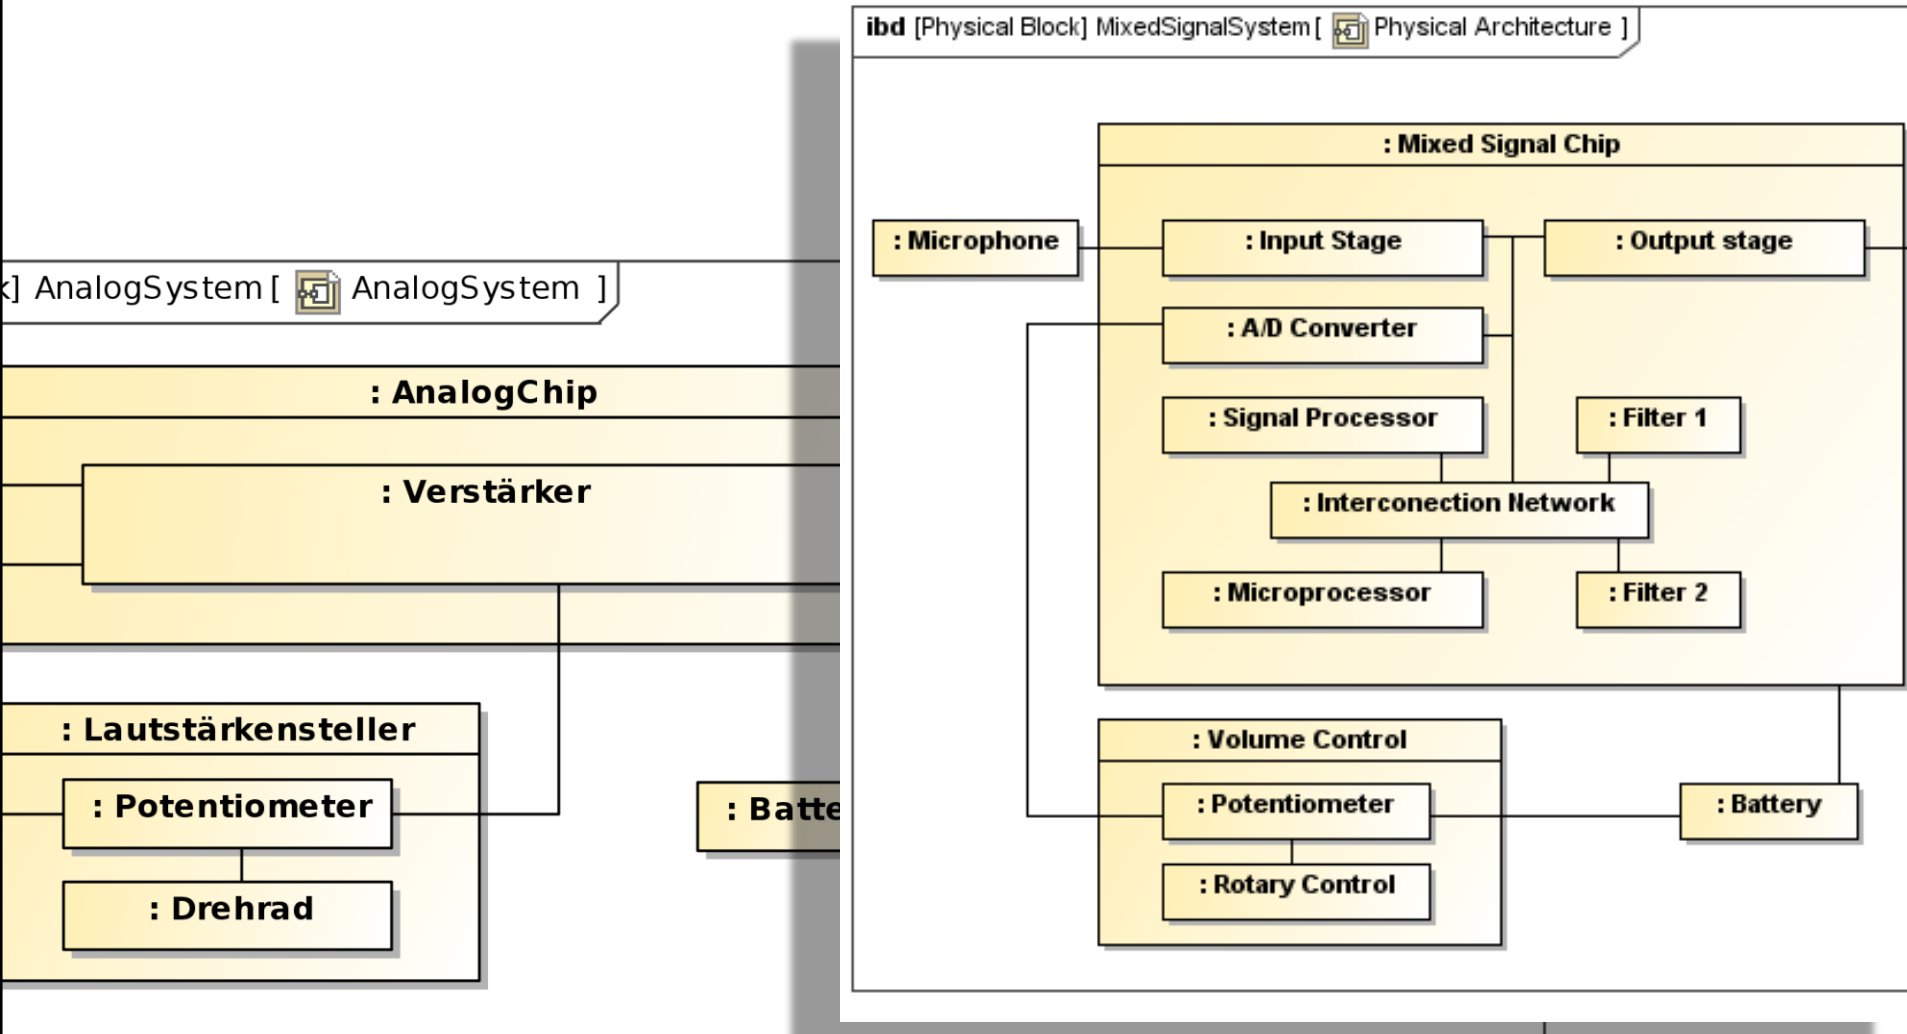 k] AnalogSystem [ AnalogSystem ]
: AnalogChip
: Verstärker
: Lautstärkensteller
: Potentiometer
: Drehrad
: Batte
ibd [Physical Block] MixedSignalSystem [ Physical Architecture ]
: Mixed Signal Chip
: Microphone
: Input Stage
: Output stage
: A/D Converter
: Signal Processor
: Filter 1
: Interconection Network
: Microprocessor
: Filter 2
: Volume Control
: Potentiometer
: Battery
: Rotary Control